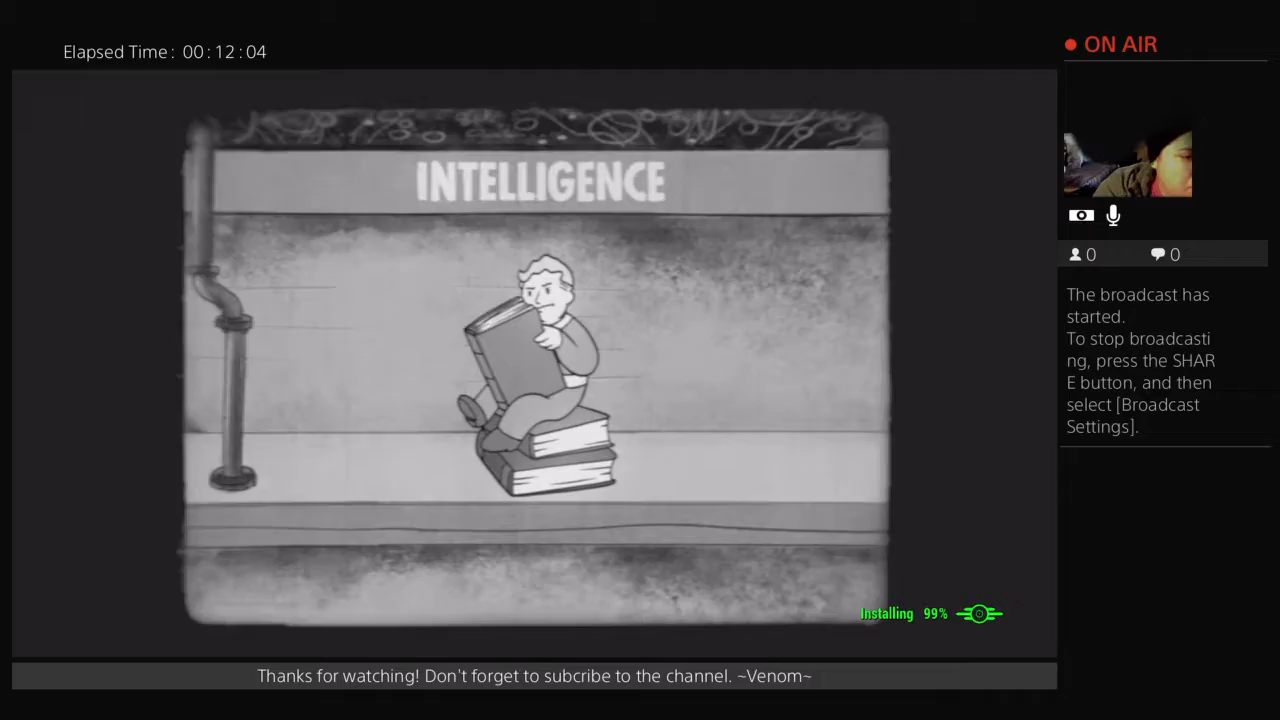 Elapsed Time: 00:12:04
ON AIR
INTELLIGENCE
0
0
The broadcast has
started.
To stop broadcasti
ng, press the SHAR
E button, and then
select [Broadcast
Settings].
Installing 99%
Thanks for watching! Don't forget to subcribe to the channel. ~Venom~